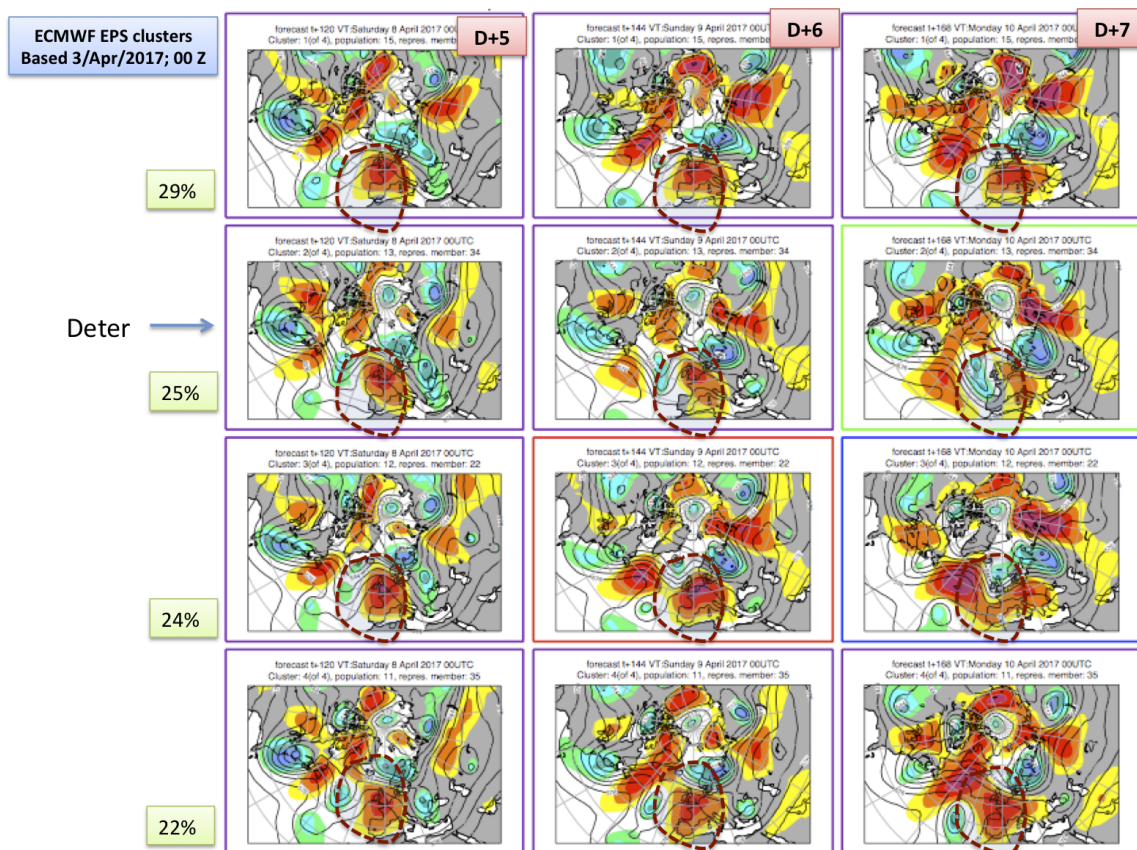 ECMWF EPS clusters
Based 3/Apr/2017; 00 Z
forecast t+120 VT:Saturday 8 April 2017 00UTC
Cluster: 1(of 4), population: 15, repres. member
D+5
forecast t+144 VT:Sunday 9 April 2017 00UTC
Cluster: 1(of 4), population: 15, repres. member
D+6
forecast t+168 VT:Monday 10 April 2017 00UTC
Cluster: 1(of 4), population: 15, repres. member
D+7
29%
forecast t+120 VT:Saturday 8 April 2017 00UTC
Cluster: 2(of 4), population: 13, repres. member: 34
forecast t+144 VT:Sunday 9 April 2017 00UTC
Cluster: 2(of 4), population: 13, repres. member: 34
forecast t+168 VT:Monday 10 April 2017 00UTC
Cluster: 2(of 4), population: 13, repres. member: 34
Deter
25%
forecast t+120 VT:Saturday 8 April 2017 00UTC
Cluster: 3(of 4), population: 12, repres. member: 22
forecast t+144 VT:Sunday 9 April 2017 00UTC
Cluster: 3(of 4), population: 12, repres. member: 22
forecast t+168 VT:Monday 10 April 2017 00UTC
Cluster: 3(of 4), population: 12, repres. member: 22
24%
forecast t+120 VT:Saturday 8 April 2017 00UTC
Cluster: 4(of 4), population: 11, repres. member: 35
forecast t+144 VT:Sunday 9 April 2017 00UTC
Cluster: 4(of 4), population: 11, repres. member: 35
forecast t+168 VT:Monday 10 April 2017 00UTC
Cluster: 4(of 4), population: 11, repres. member: 35
22%